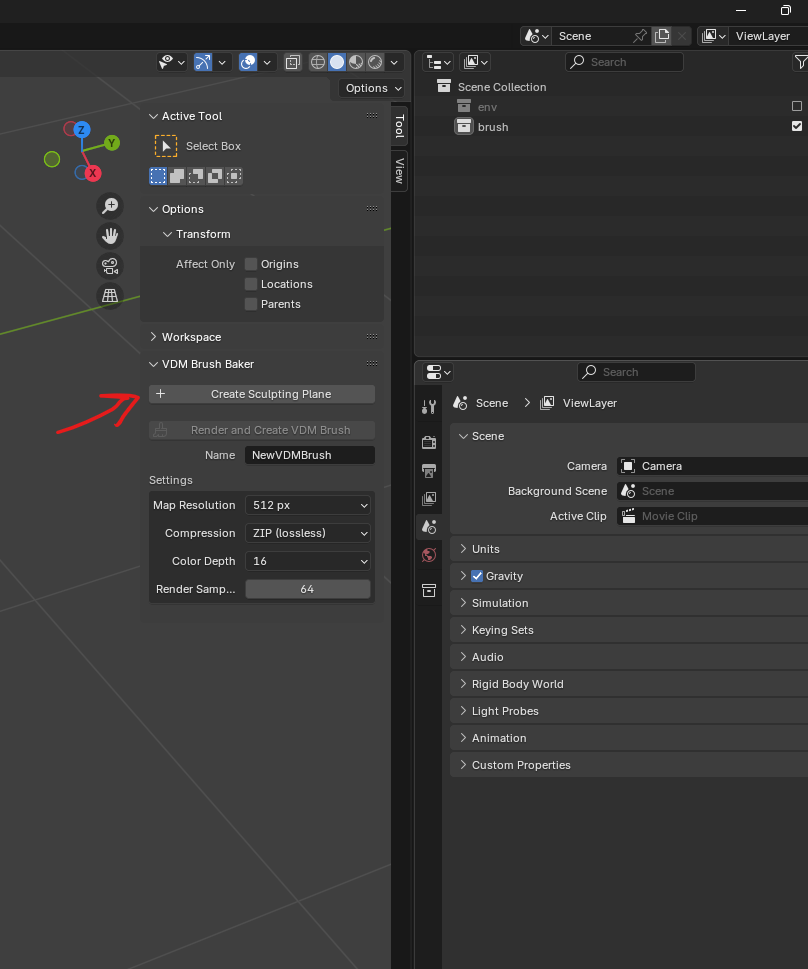 Scene
ViewLayer
Search
Options
Scene Collection
env
brush
Active Tool
Tool
Select Box
View
Z
Y
X
Options
Transform
Affect Only
Origins
Locations
Parents
Workspace
VDM Brush Baker
Create Sculpting Plane
Render and Create VDM Brush
Name
NewVDMBrush
Settings
Map Resolution
512 px
Compression
ZIP (lossless)
Color Depth
16
Render Samp...
64
Search
Scene
ViewLayer
Scene
Camera
Camera
Background Scene
Scene
Active Clip
Movie Clip
Units
Gravity
Simulation
Keying Sets
Audio
Rigid Body World
Light Probes
Animation
Custom Properties